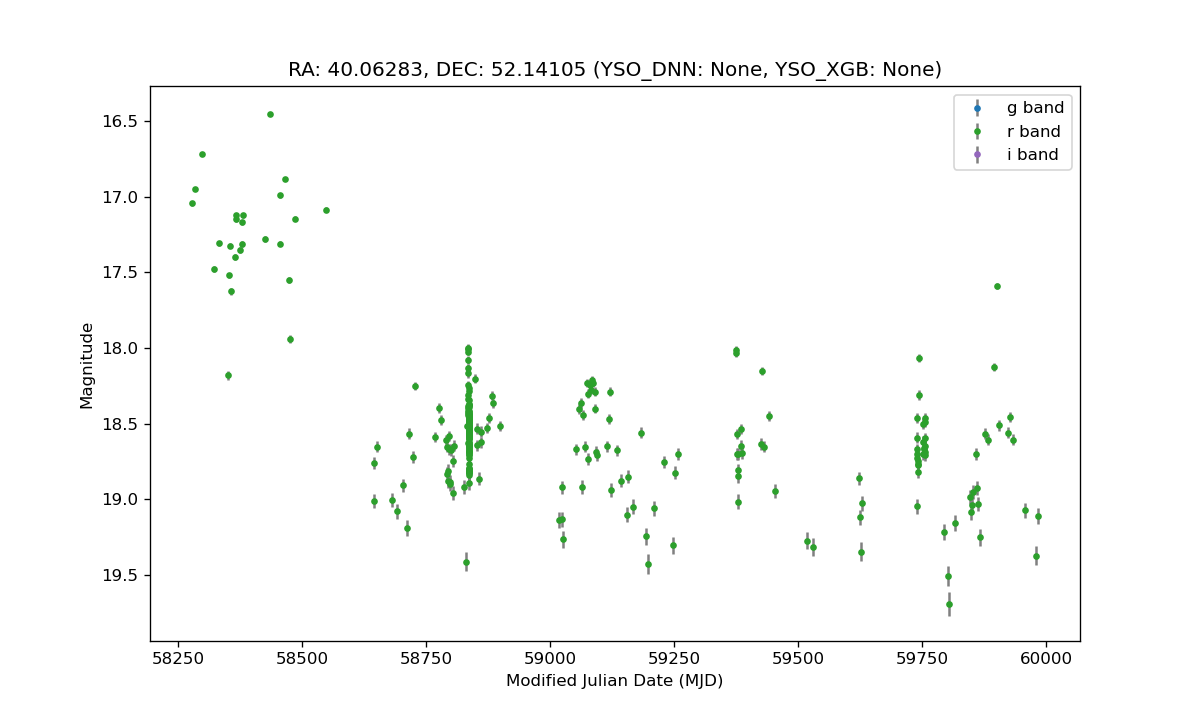 RA: 40.06283, DEC: 52.14105 (YSO_DNN: None, YSO_XGB: None)
g band
r band
i band
Magnitude
16.5
17.0
17.5
18.0
18.5
19.0
19.5
58250 58500 58750 59000 59250 59500 59750 60000
Modified Julian Date (MJD)